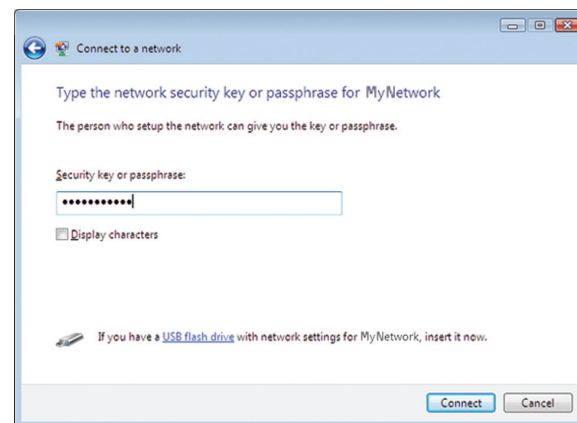 Connect to a network
Type the network security key or passphrase for MyNetwork
The person who setup the network can give you the key or passphrase.
Security key or passphrase:
●●●●●●●●●●●
Display characters
If you have a USB flash drive with network settings for MyNetwork, insert it now.
Connect Cancel